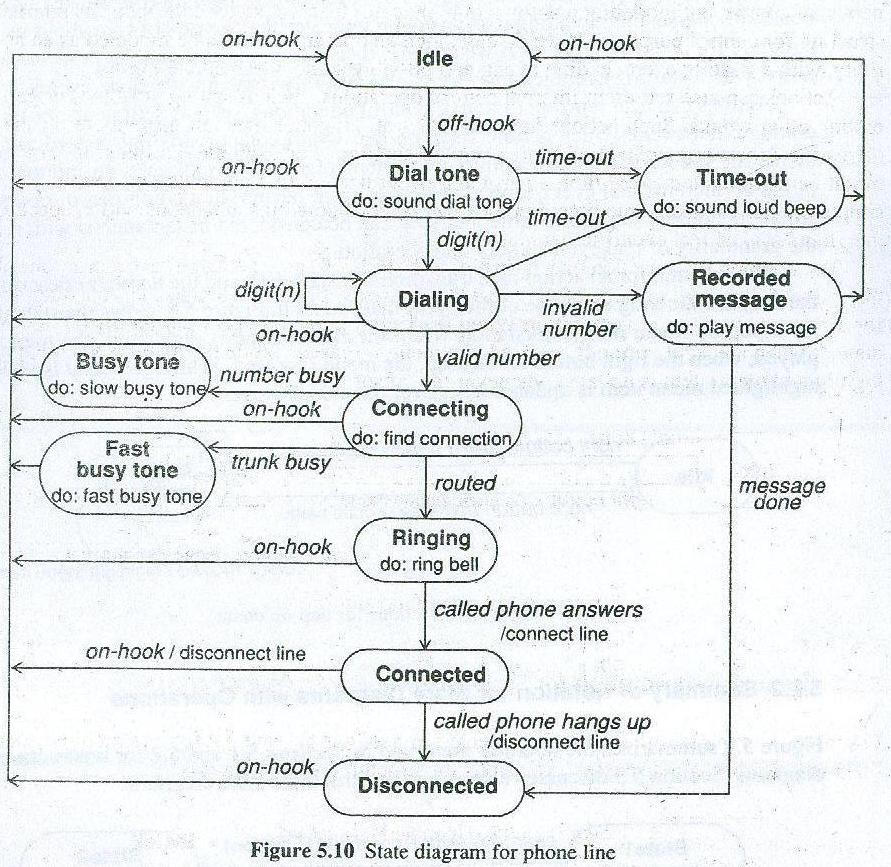 on-hook
on-hook
Idle
off-hook
on-hook
time-out
Dial tone
do: sound dial tone
Time-out
do: sound loud beep
time-out
digit(n)
digit(n)
Dialing
Recorded
message
do: play message
invalid
number
on-hook
valid number
Busy tone
do: slow busy tone
number busy
on-hook
Connecting
do: find connection
Fast
busy tone
do: fast busy tone
trunk busy
routed
message
done
Ringing
do: ring bell
on-hook
called phone answers
/connect line
on-hook / disconnect line
Connected
called phone hangs up
/disconnect line
on-hook
Disconnected
Figure 5.10 State diagram for phone line